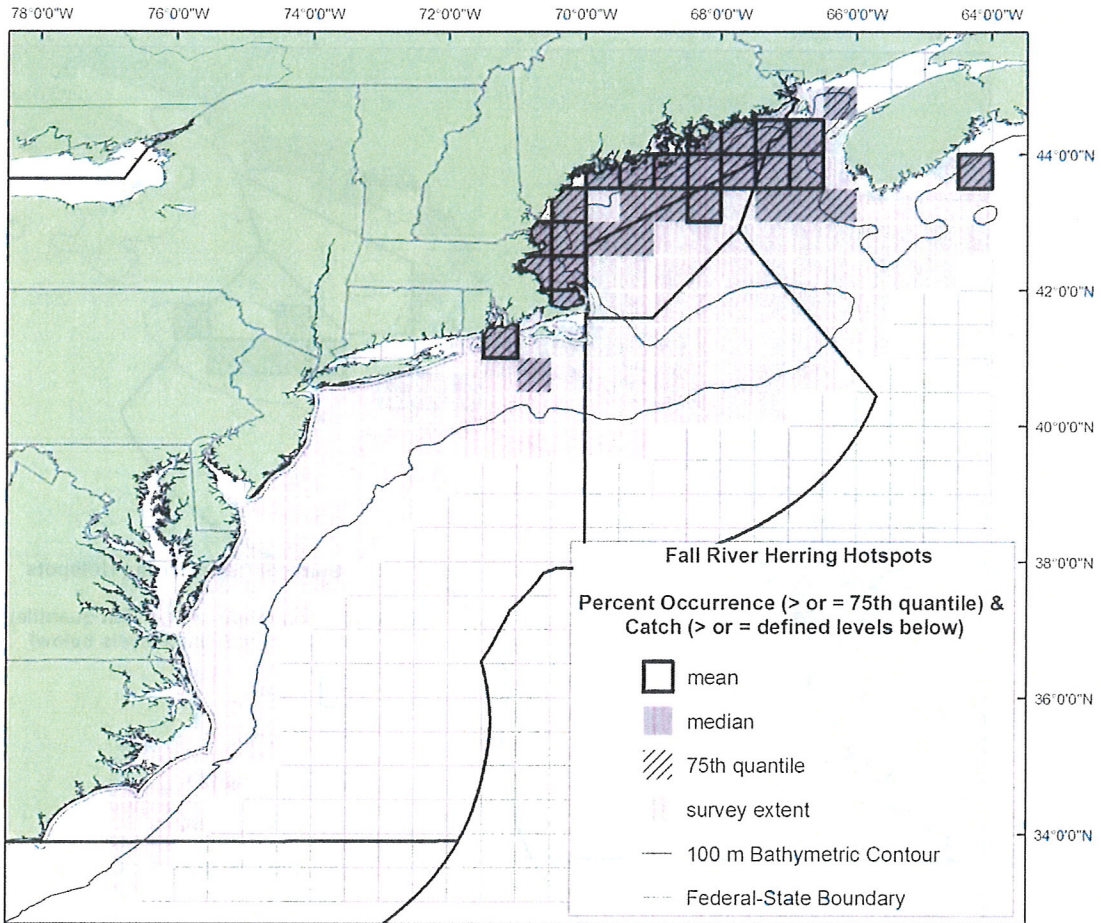 78°0'0"W 76°0'0"W 74°0'0"W 72°0'0"W 70°0'0"W 68°0'0"W 66°0'0"W 64°0'0"W
44°0'0"N
42°0'0"N
40°0'0"N
38°0'0"N
36°0'0"N
34°0'0"N
Fall River Herring Hotspots
Percent Occurrence (> or = 75th quantile) &
Catch (> or = defined levels below)
mean
median
75th quantile
survey extent
100 m Bathymetric Contour
Federal-State Boundary